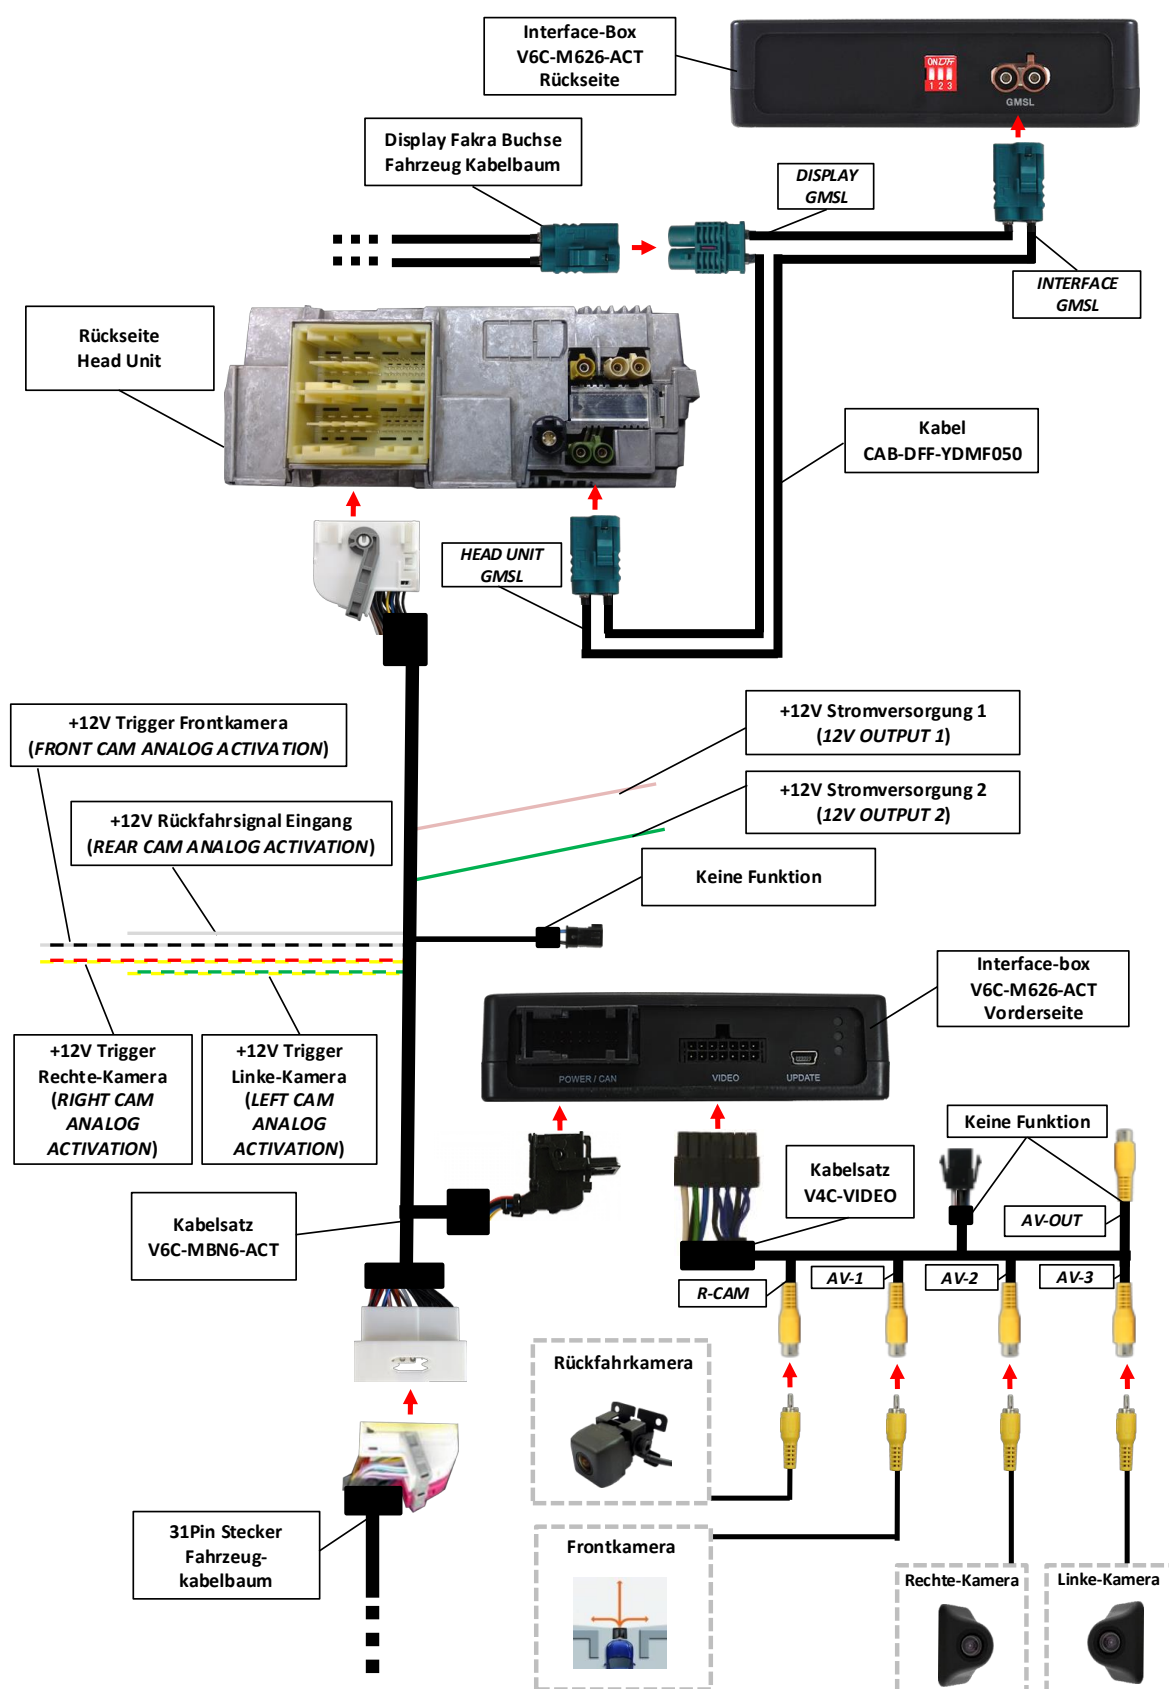 Interface-Box
V6C-M626-ACT
Rückseite
ON
1 2 3
GMSL
Display Fakra Buchse
Fahrzeug Kabelbaum
DISPLAY
GMSL
INTERFACE
GMSL
Rückseite
Head Unit
Kabel
CAB-DFF-YDMF050
HEAD UNIT
GMSL
+12V Trigger Frontkamera
(FRONT CAM ANALOG ACTIVATION)
+12V Stromversorgung 1
(12V OUTPUT 1)
+12V Stromversorgung 2
(12V OUTPUT 2)
+12V Rückfahrsignal Eingang
(REAR CAM ANALOG ACTIVATION)
Keine Funktion
Interface-box
V6C-M626-ACT
Vorderseite
+12V Trigger
Rechte-Kamera
(RIGHT CAM
ANALOG
ACTIVATION)
+12V Trigger
Linke-Kamera
(LEFT CAM
ANALOG
ACTIVATION)
POWER / CAN
VIDEO
UPDATE
Keine Funktion
Kabelsatz
V4C-VIDEO
Kabelsatz
V6C-MBN6-ACT
AV-OUT
R-CAM
AV-1
AV-2
AV-3
Rückfahrkamera
31Pin Stecker
Fahrzeug-
kabelbaum
Frontkamera
Rechte-Kamera
Linke-Kamera